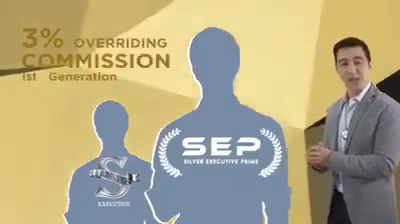 3% OVERRIDING
COMMISSION
1st Generation
SEP
SILVER EXECUTIVE PRIME
S
EXECUTIVE